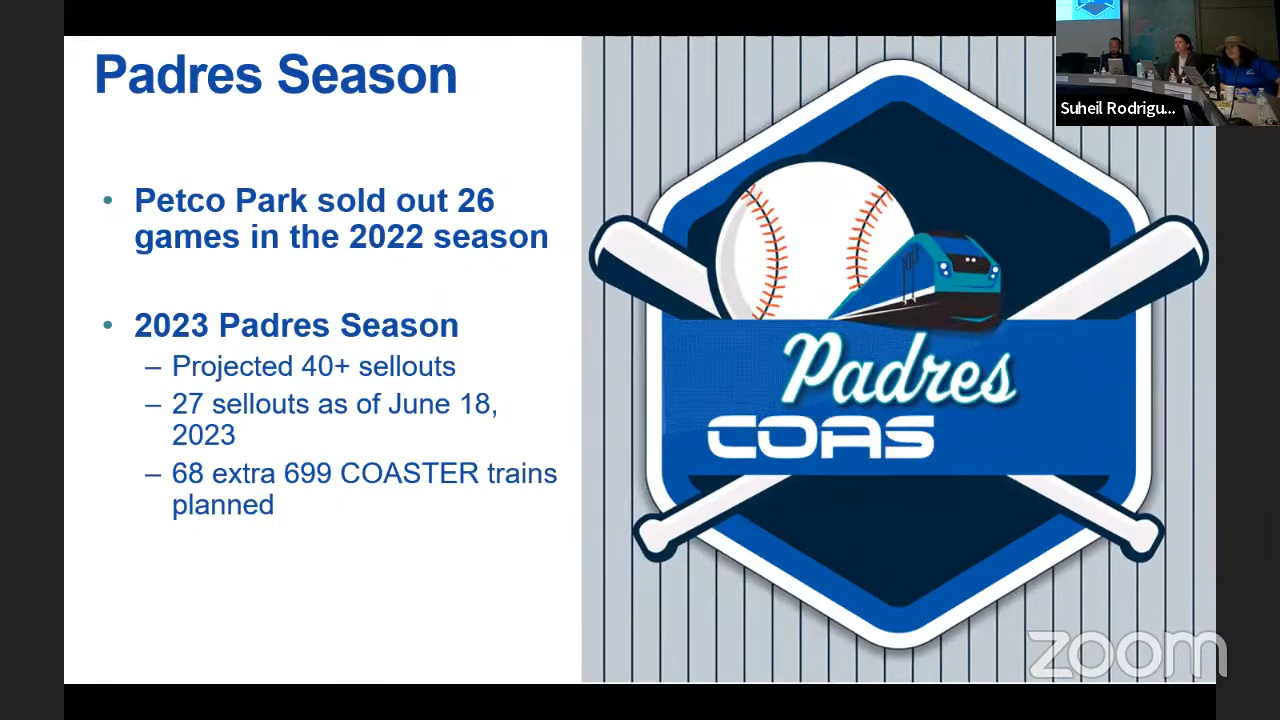 Padres Season
• Petco Park sold out 26
games in the 2022 season
• 2023 Padres Season
– Projected 40+ sellouts
– 27 sellouts as of June 18,
2023
– 68 extra 699 COASTER trains
planned
Padres
COAS
Suheil Rodrigu...
zoom